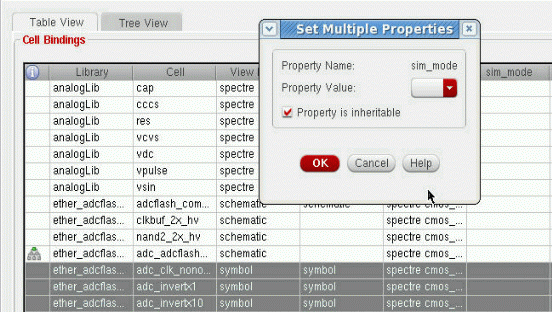 Table View Tree View
Set Multiple Properties
Cell Bindings
Property Name: sim_mode
Property Value:
Property is inheritable
OK Cancel Help
Library Cell View sim_mode
analogLib cap spectre
analogLib cccs spectre
analogLib res spectre
analogLib vcvs spectre
analogLib vdc spectre
analogLib vpulse spectre
analogLib vsin spectre
ether_adcflas... adcflash_com... schematic schematic spectre cmos_...
ether_adcflas... clkbuf_2x_hv schematic spectre cmos_...
ether_adcflas... nand2_2x_hv schematic spectre cmos_...
ether_adcflas... adc_adcflash... schematic spectre cmos_...
ether_adcflas... adc_clk_nono... symbol symbol spectre cmos_...
ether_adcflas... adc_invertx1 symbol symbol spectre cmos_...
ether_adcflas... adc_invertx10 symbol symbol spectre cmos_...